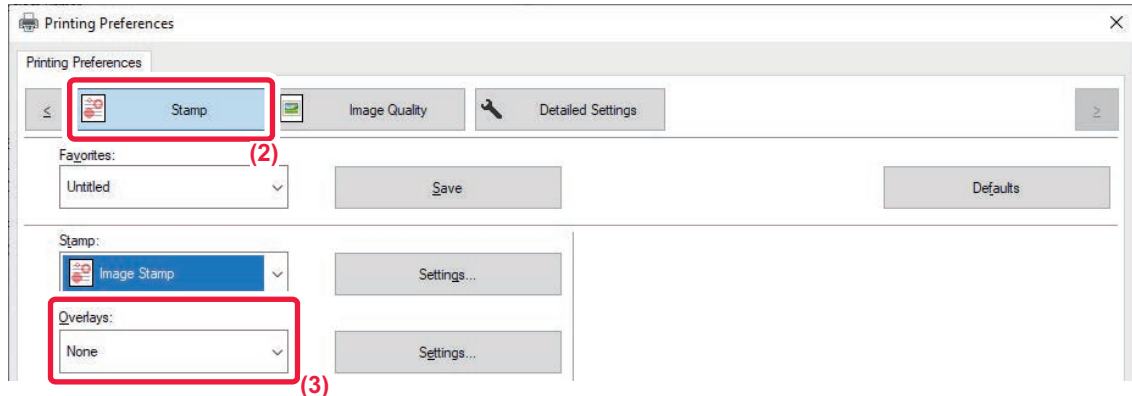 Printing Preferences
Printing Preferences
< Stamp Image Quality Detailed Settings >
(2)
Favorites:
Untitled Save Defaults
Stamp:
Image Stamp Settings...
Overlays:
None Settings...
(3)